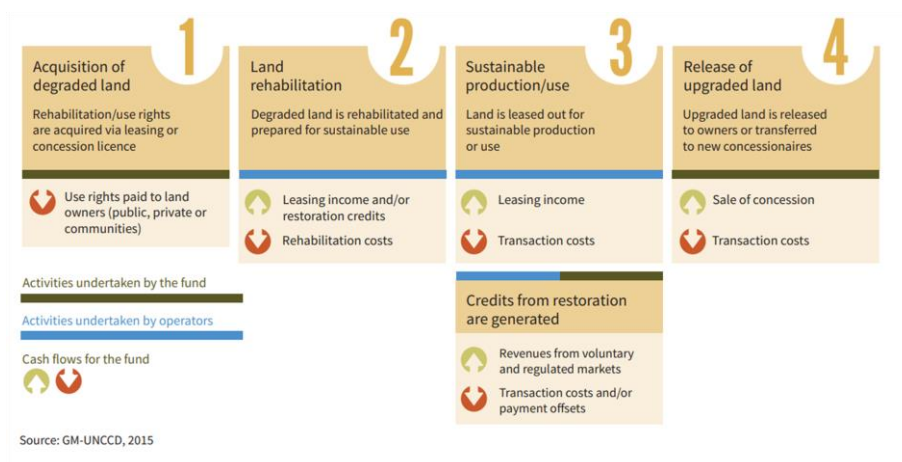 1
Acquisition of
degraded land
Rehabilitation/use rights
are acquired via leasing or
concession licence
Use rights paid to land
owners (public, private or
communities)
2
Land
rehabilitation
Degraded land is rehabilitated and
prepared for sustainable use
Leasing income and/or
restoration credits
Rehabilitation costs
3
Sustainable
production/use
Land is leased out for
sustainable production
or use
Leasing income
Transaction costs
4
Release of
upgraded land
Upgraded land is released
to owners or transferred
to new concessionaires
Sale of concession
Transaction costs
Credits from restoration
are generated
Revenues from voluntary
and regulated markets
Transaction costs and/or
payment offsets
Activities undertaken by the fund
Activities undertaken by operators
Cash flows for the fund
Source: GM-UNCCD, 2015